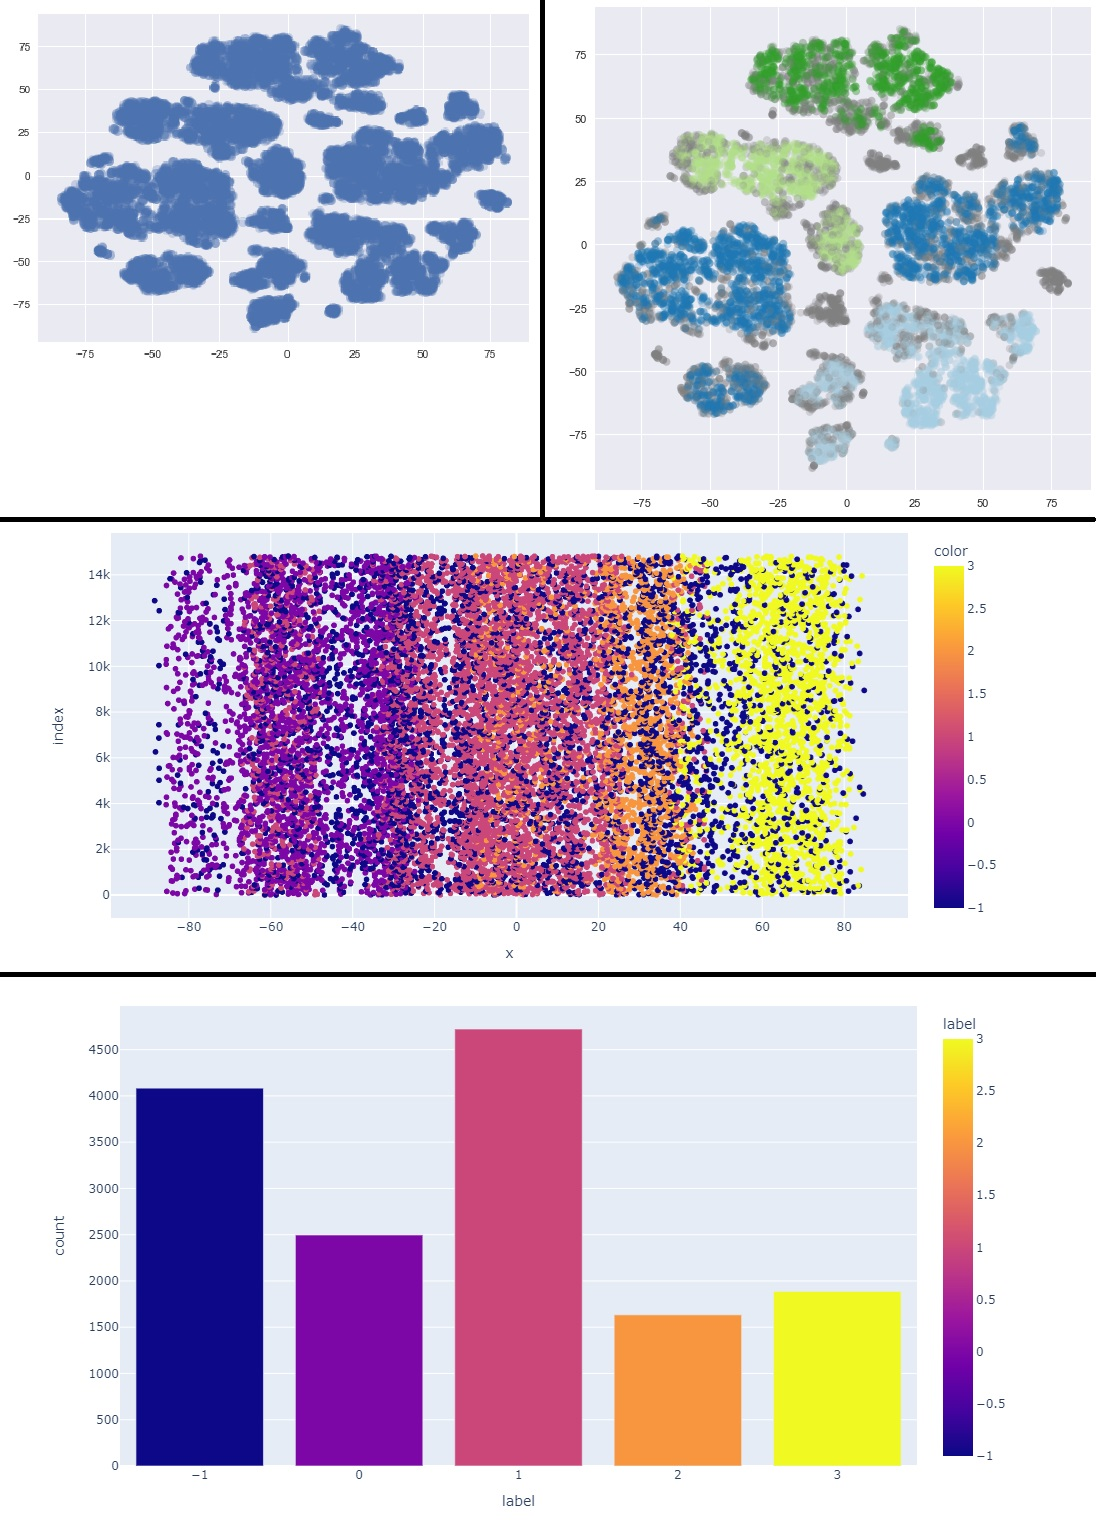 75
50
25
0
−25
−50
−75
−75 −50 −25 0 25 50 75
75
50
25
0
−25
−50
−75
−75 −50 −25 0 25 50 75
color
14k
12k
10k
8k
6k
4k
2k
0
index
−80 −60 −40 −20 0 20 40 60 80
x
3
2.5
2
1.5
1
0.5
0
−0.5
−1
label
4500
4000
3500
3000
2500
2000
1500
1000
500
0
count
−1 0 1 2 3
label
3
2.5
2
1.5
1
0.5
0
−0.5
−1